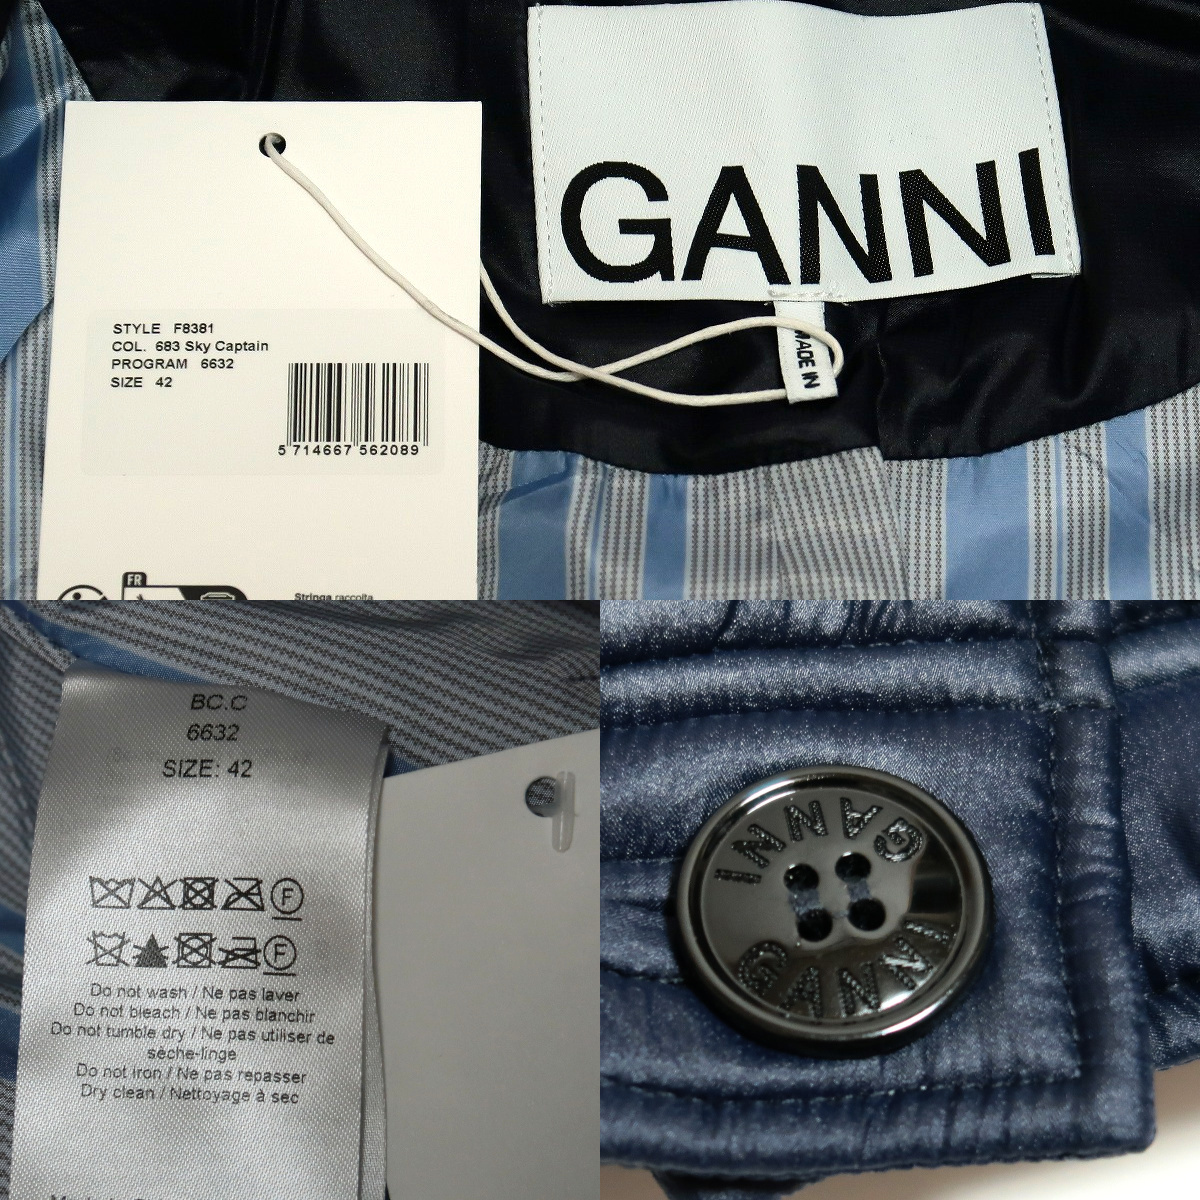 GANNI
MADE IN
STYLE F8381
COL. 683 Sky Captain
PROGRAM 6632
SIZE 42
5 714667 562089
FR
Stringa raccolta
BC.C
6632
SIZE: 42
F
F
Do not wash / Ne pas laver
Do not bleach / Ne pas blanchir
Do not tumble dry / Ne pas utiliser de
sèche-linge
Do not iron / Ne pas repasser
Dry clean / Nettoyage à sec
GANNI
GANNI